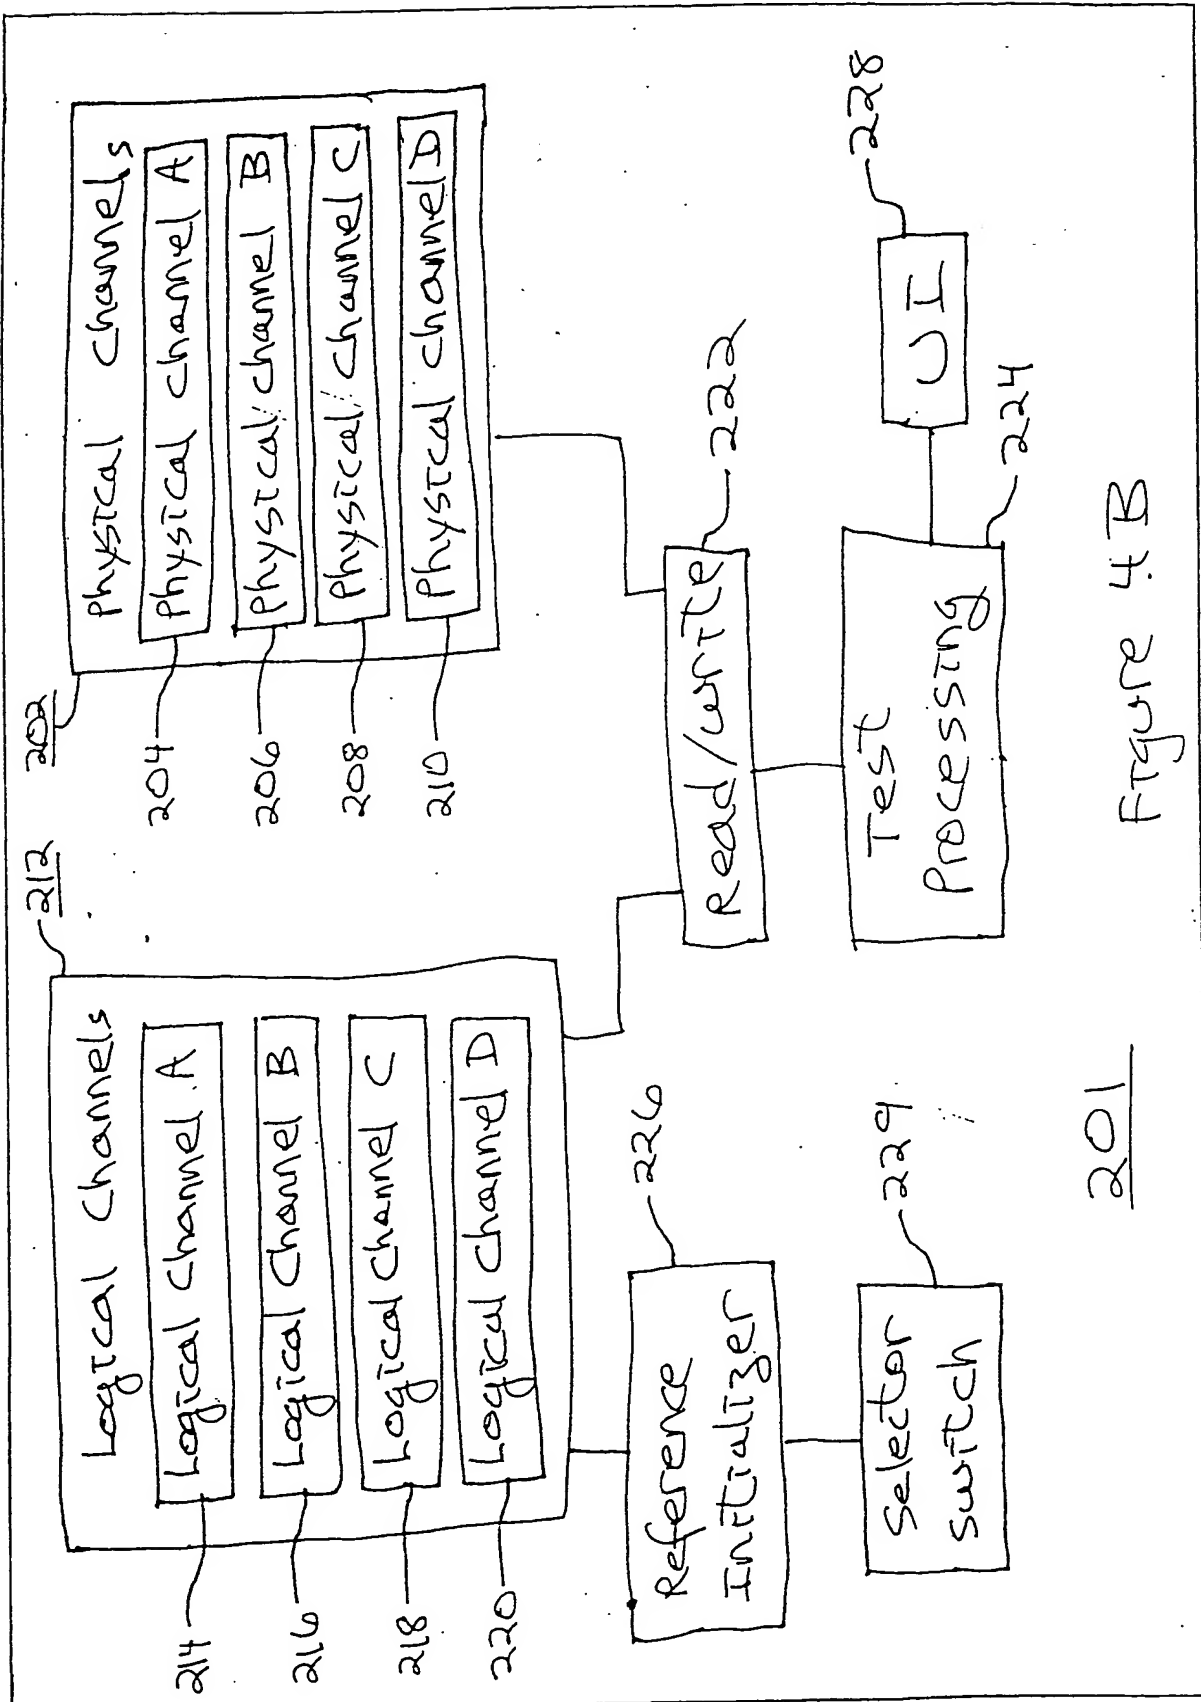 212
Logical Channels
214
Logical Channel A
216
Logical Channel B
218
Logical Channel C
220
Logical Channel D
202
Physical Channels
204
Physical Channel A
206
Physical Channel B
208
Physical Channel C
210
Physical Channel D
226
Reference
Initializer
Read/Write
222
229
Selector
Switch
Test
Processing
224
UI
228
201
Figure 4B